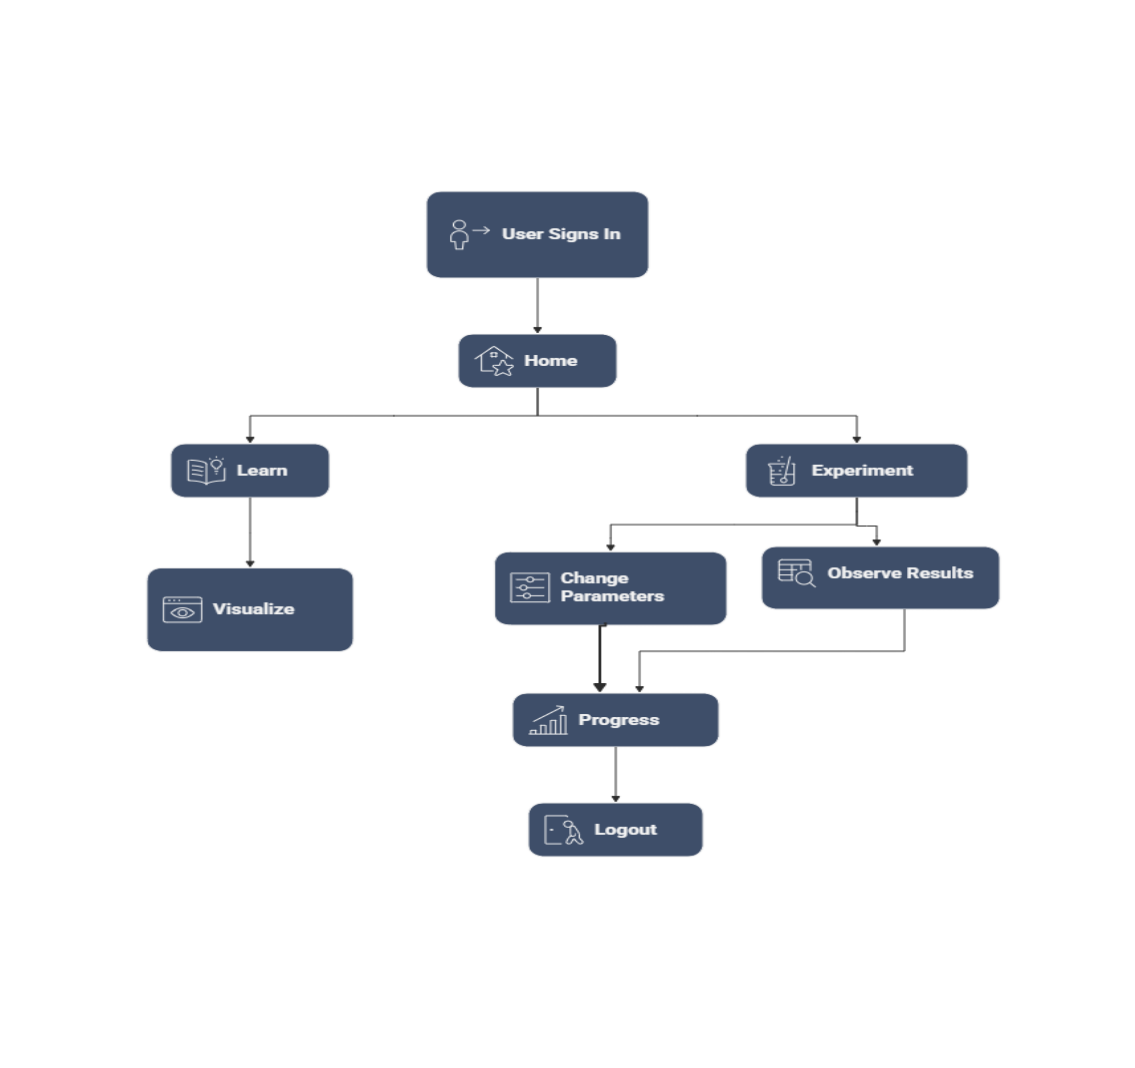 User Signs In
Home
Learn
Experiment
Change
Parameters
Observe Results
Visualize
Progress
Logout